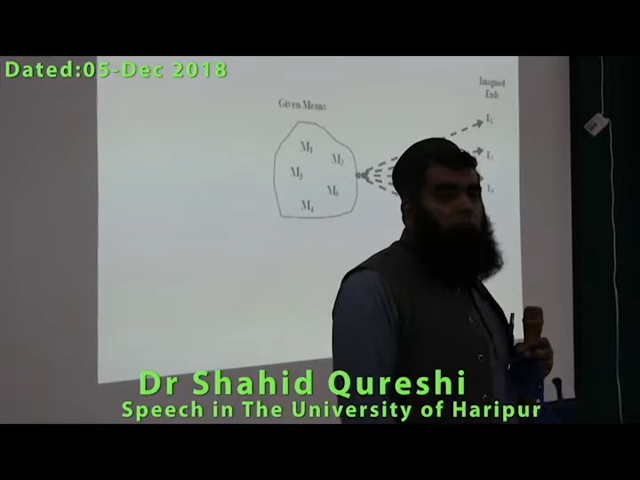 Dated:05-Dec 2018
Imagined
Ends
Given Means
M1
M2
M3
M4
Dr Shahid Qureshi
Speech in The University of Haripur